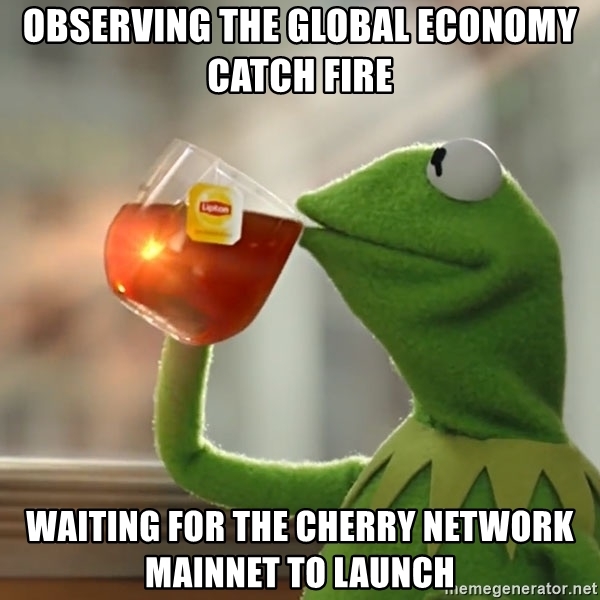 OBSERVING THE GLOBAL ECONOMY
CATCH FIRE
Lipton
WAITING FOR THE CHERRY NETWORK
MAINNET TO LAUNCH
memegenerator.net